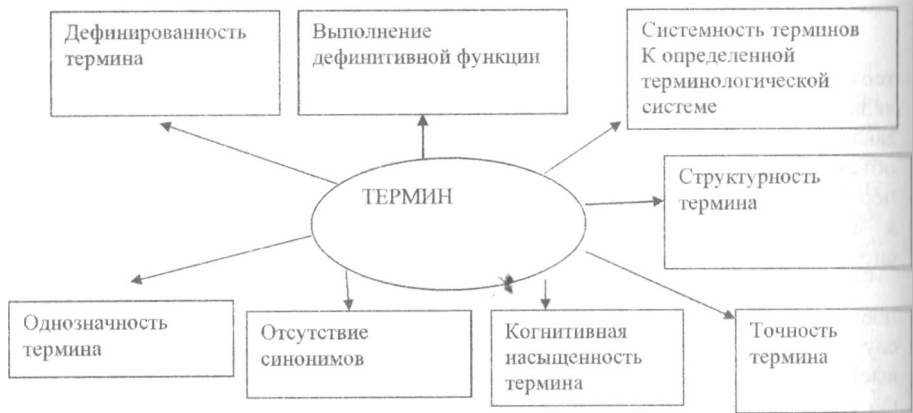 Дефинированность
термина
Выполнение
дефинитивной функции
Системность терминов
К определенной
терминологической
системе
ТЕРМИН
Структурность
термина
Однозначность
термина
Отсутствие
синонимов
Когнитивная
насыщенность
термина
Точность
термина